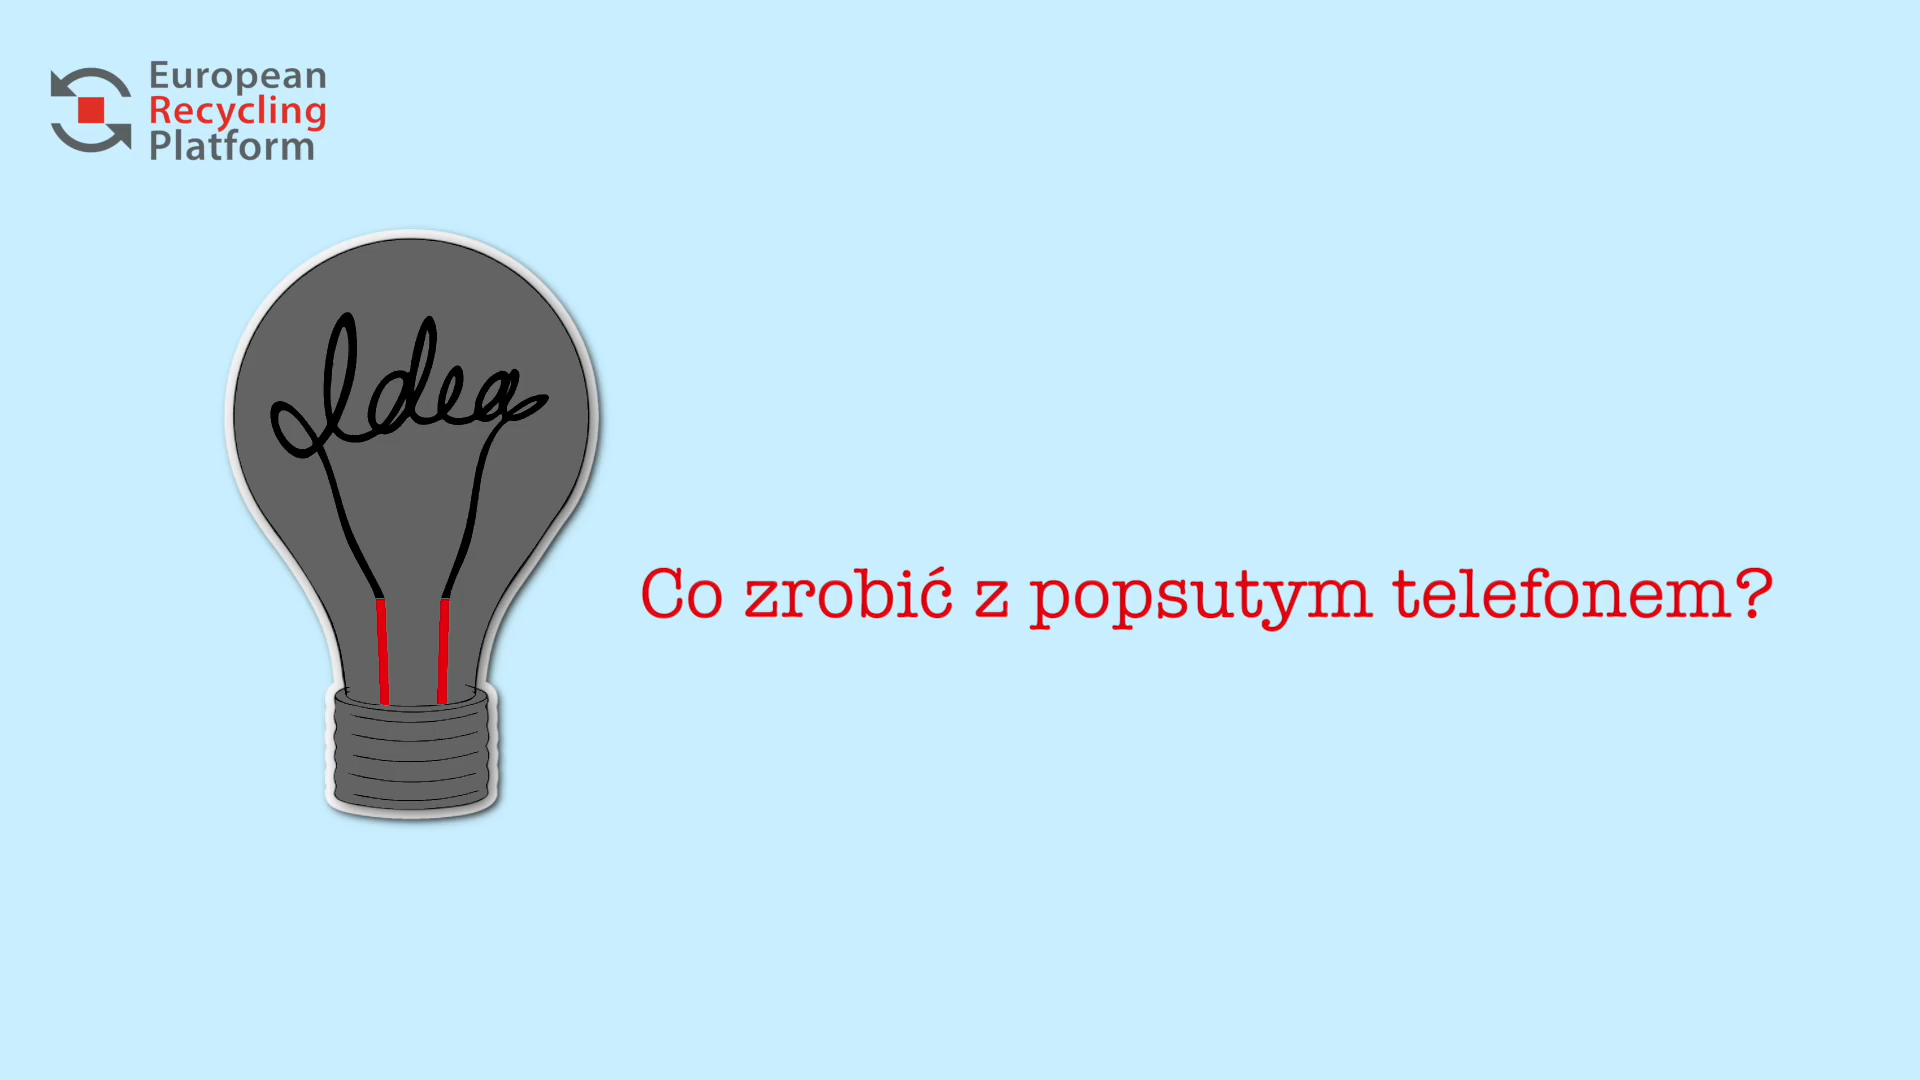 European
Recycling
Platform
Idea
Co zrobić z popsutym telefonem?